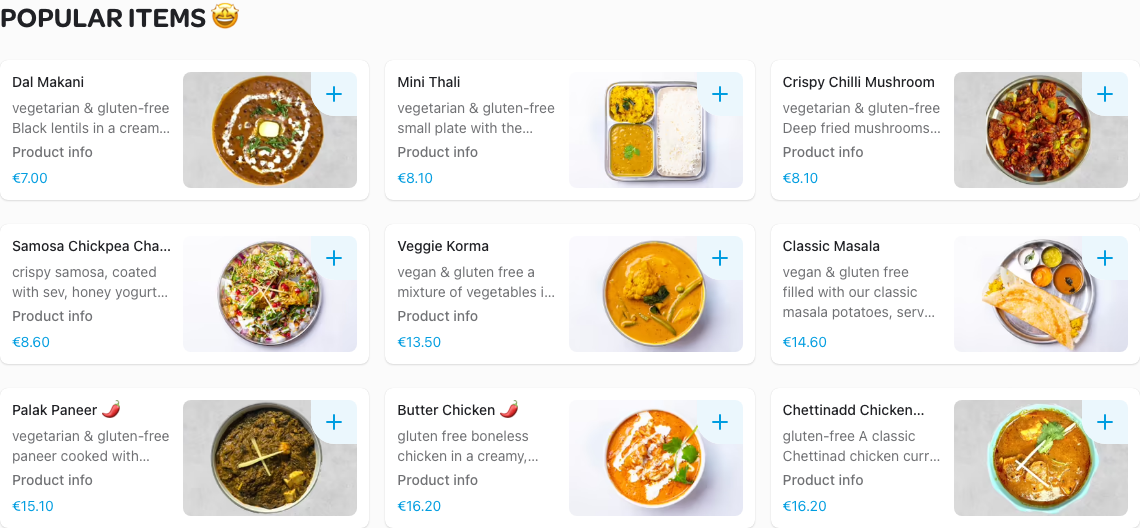 POPULAR ITEMS 🤩
Dal Makani
vegetarian & gluten-free
Black lentils in a cream...
Product info
€7.00
Mini Thali
vegetarian & gluten-free
small plate with the...
Product info
€8.10
Crispy Chilli Mushroom
vegetarian & gluten-free
Deep fried mushrooms...
Product info
€8.10
Samosa Chickpea Cha...
crispy samosa, coated
with sev, honey yogurt...
Product info
€8.60
Veggie Korma
vegan & gluten free a
mixture of vegetables i...
Product info
€13.50
Classic Masala
vegan & gluten free
filled with our classic
masala potatoes, serv...
€14.60
Palak Paneer 🌶️
vegetarian & gluten-free
paneer cooked with...
Product info
€15.10
Butter Chicken 🌶️
gluten free boneless
chicken in a creamy,...
Product info
€16.20
Chettinadd Chicken...
gluten-free A classic
Chettinad chicken curr...
Product info
€16.20